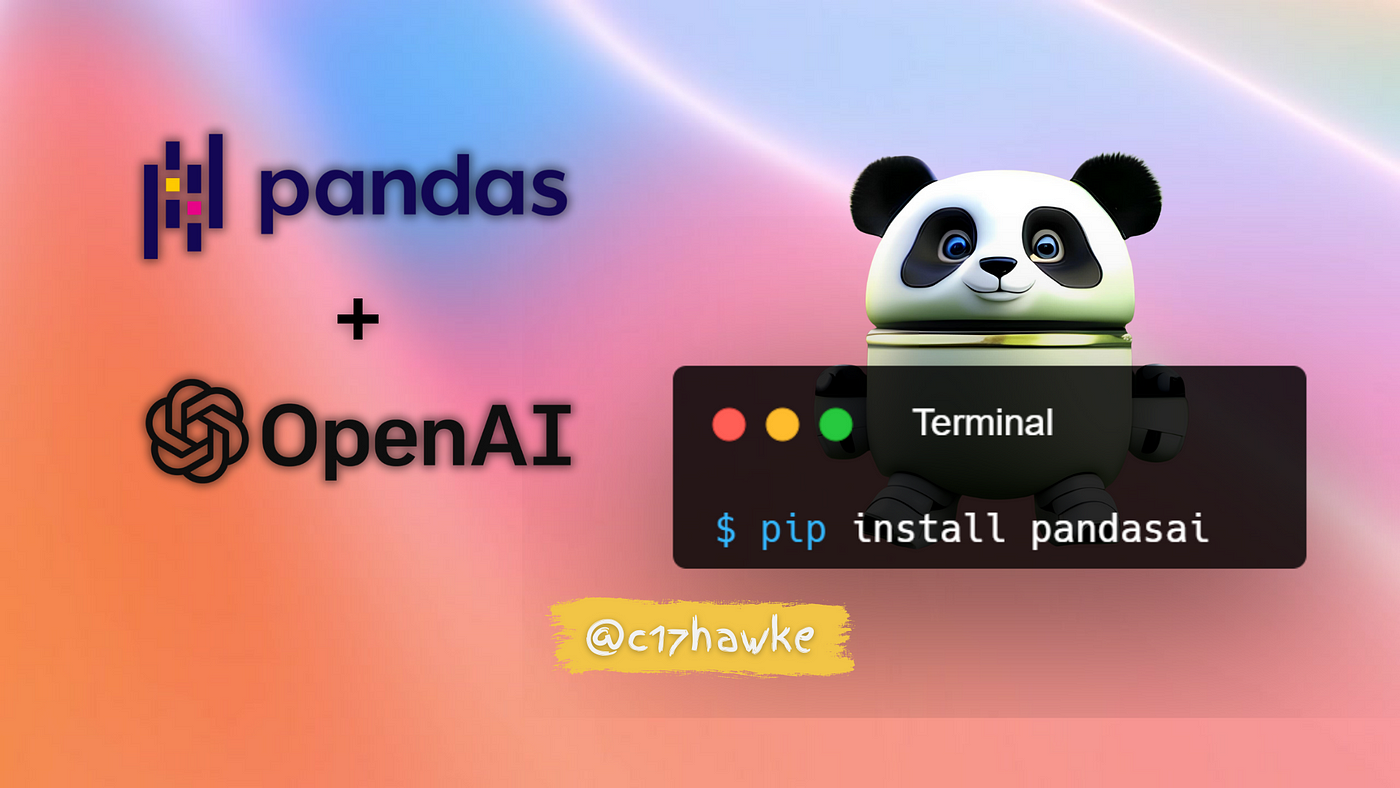 pandas
+
OpenAI
Terminal
$ pip install pandasai
@c17hawke